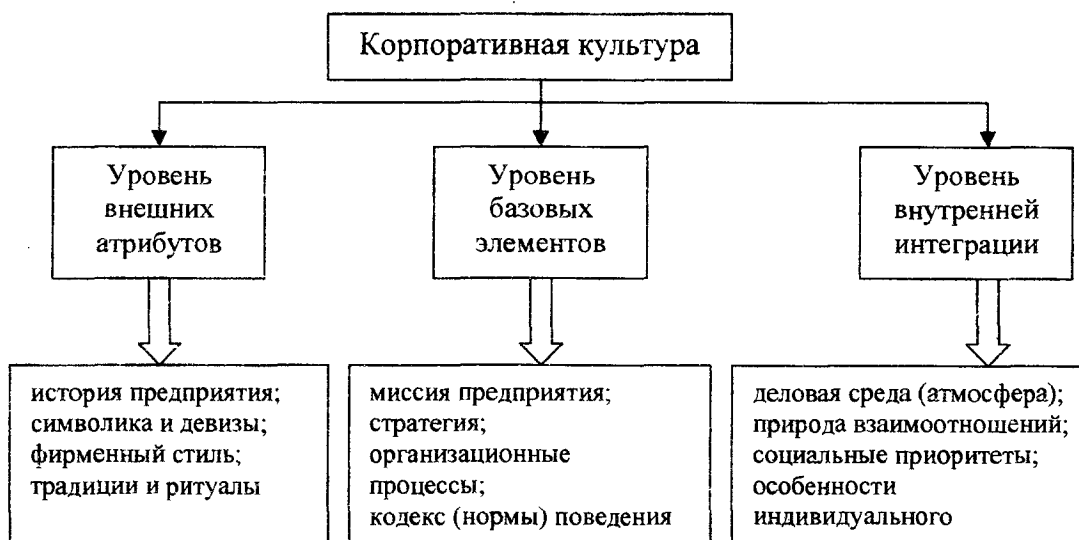 Корпоративная культура
Уровень
внешних
атрибутов
Уровень
базовых
элементов
Уровень
внутренней
интеграции
история предприятия;
символика и девизы;
фирменный стиль;
традиции и ритуалы
миссия предприятия;
стратегия;
организационные
процессы;
кодекс (нормы) поведения
деловая среда (атмосфера);
природа взаимоотношений;
социальные приоритеты;
особенности
индивидуального